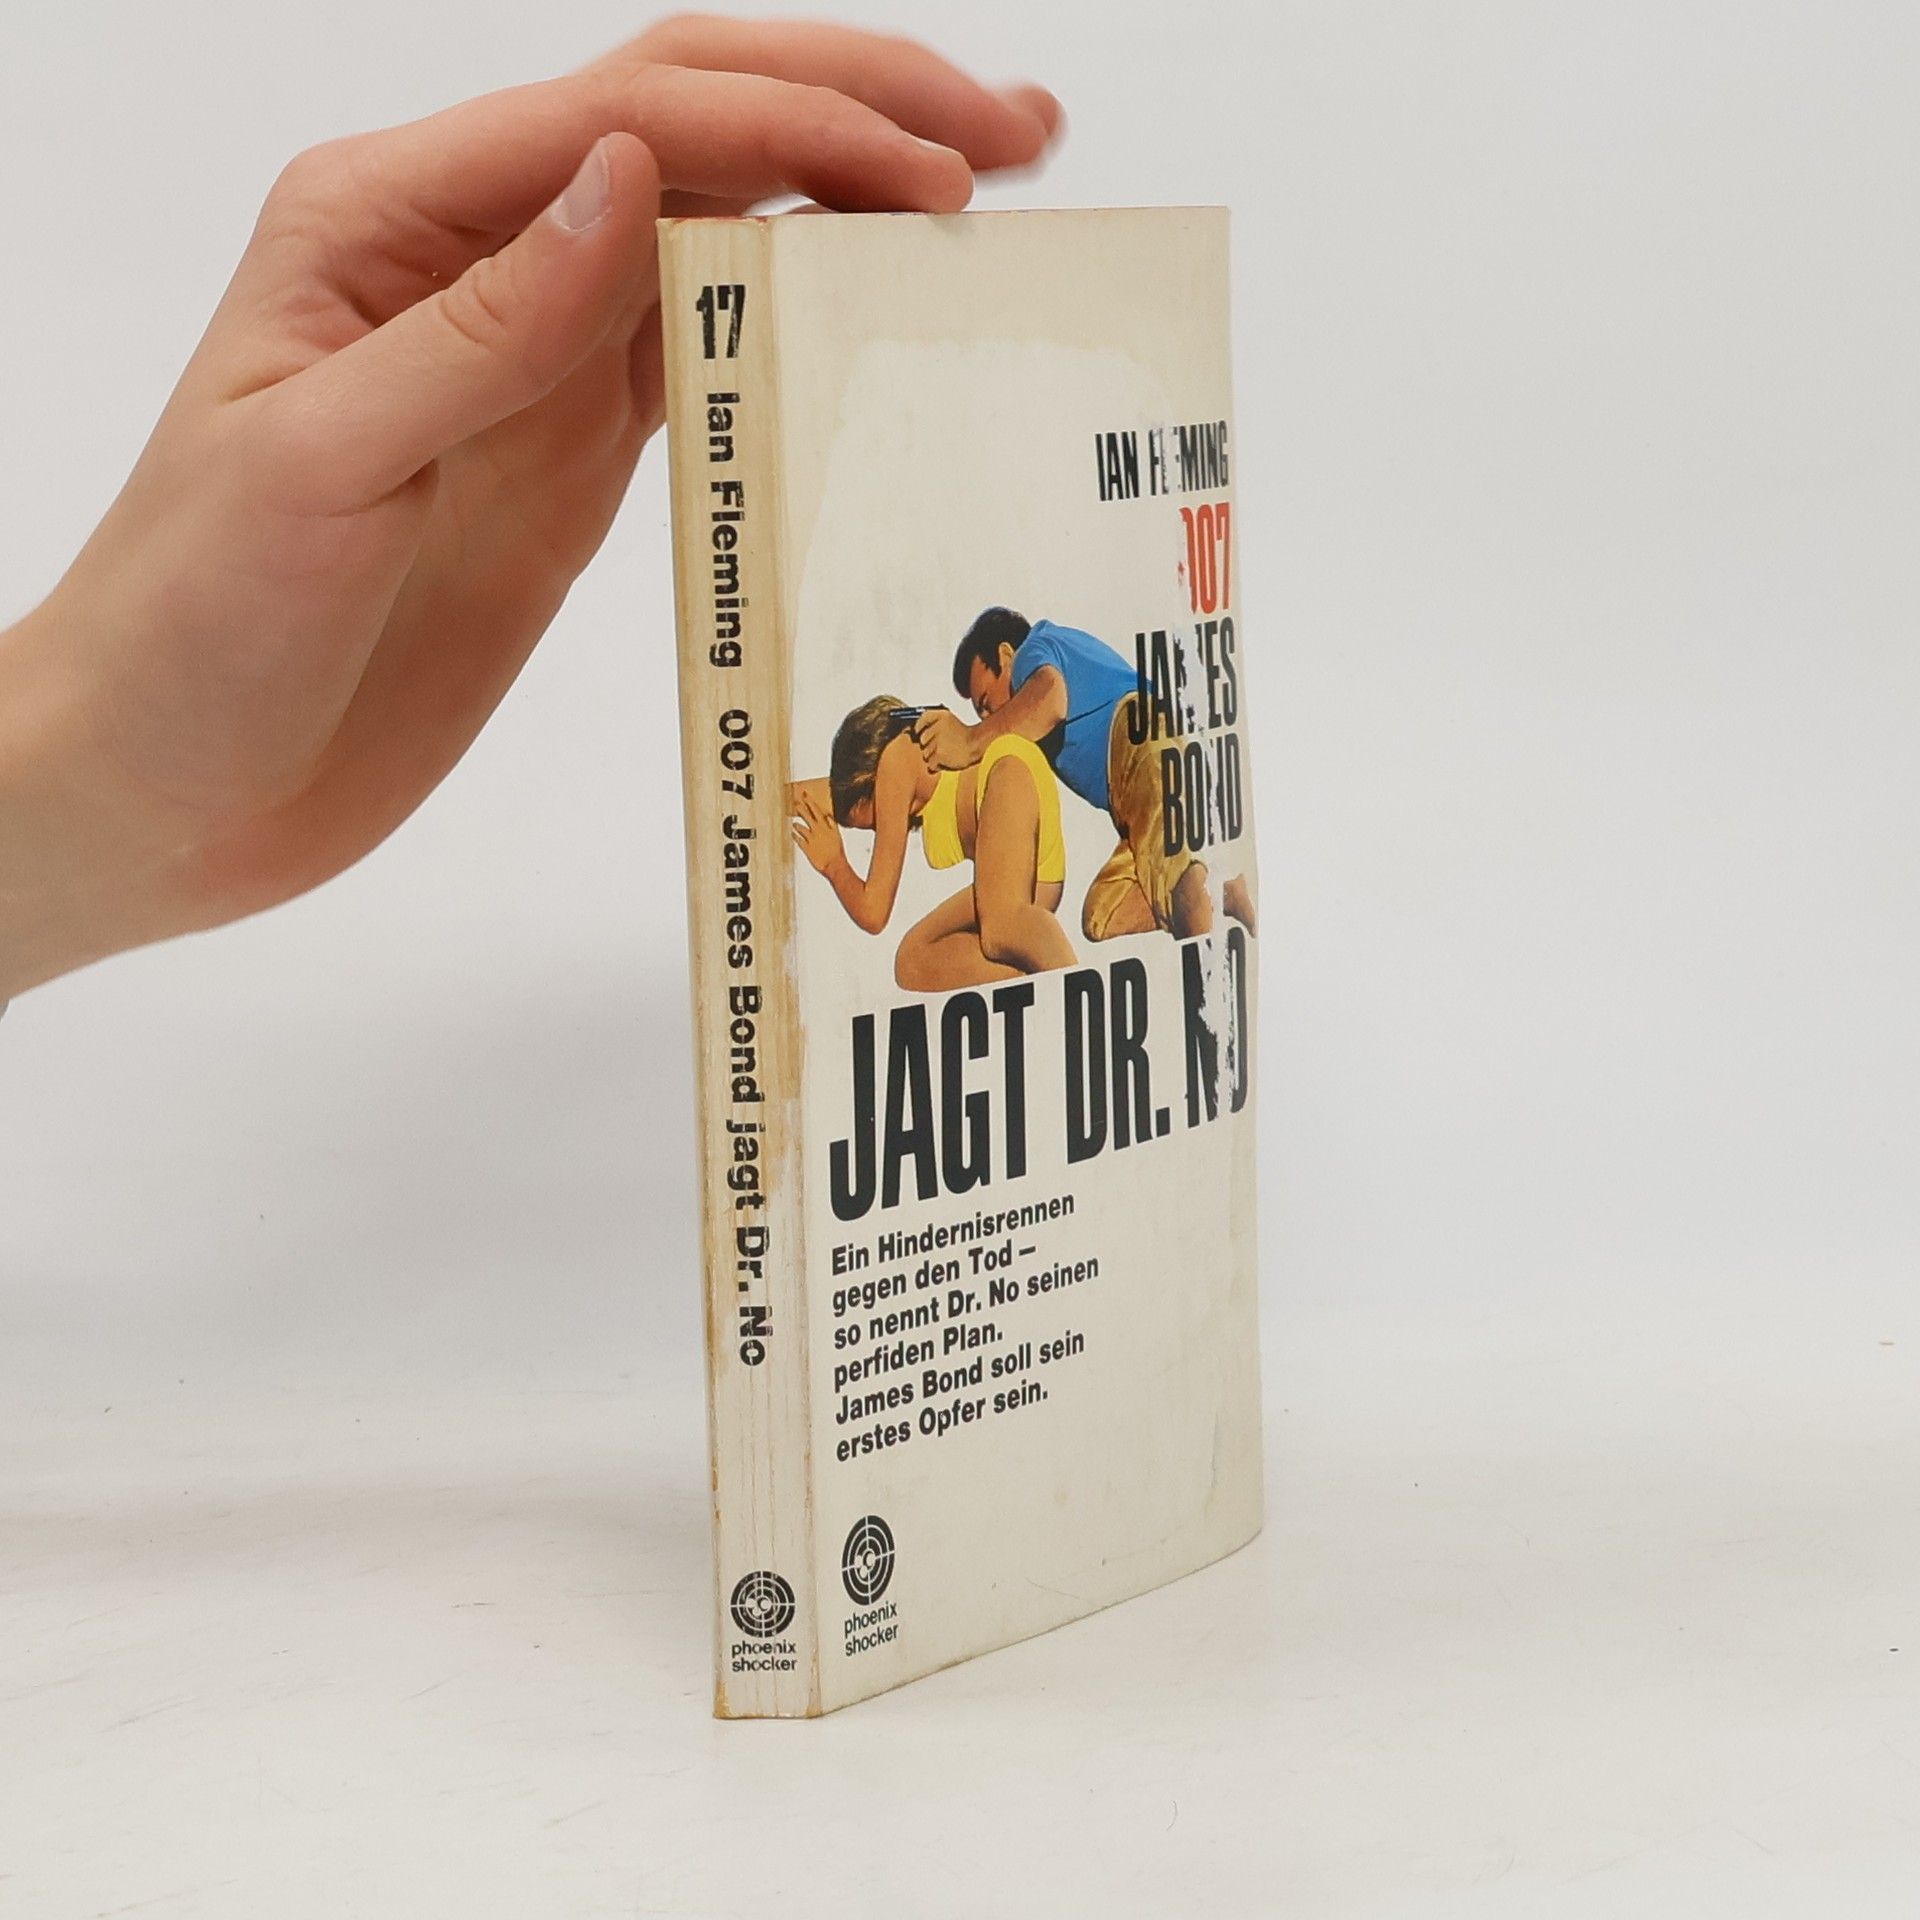 17 Ian Fleming 007 James Bond jagt Dr. No
phoenix
shocker
IAN FLEMING
007
JAMES
BOND
JAGT DR. NO
Ein Hindernisrennen
gegen den Tod –
so nennt Dr. No seinen
perfiden Plan.
James Bond soll sein
erstes Opfer sein.
phoenix
shocker